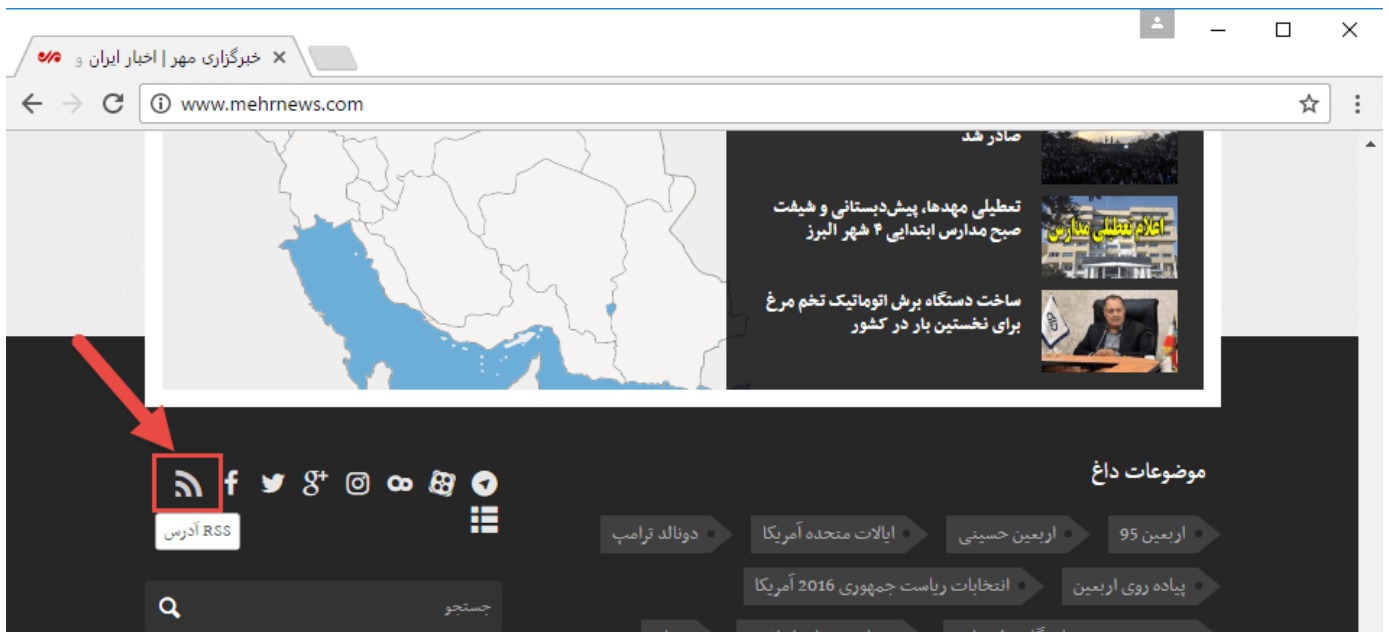 خبرگزاری مهر | اخبار ایران و
www.mehrnews.com
صادر شد
تعطیلی مهدها، پیش‌دبستانی و شیفت
صبح مدارس ابتدایی ۴ شهر البرز
اعلام تعطیلی مدارس
ساخت دستگاه برش اتوماتیک تخم مرغ
برای نخستین بار در کشور
موضوعات داغ
اربعین 95
اربعین حسینی
ایالات متحده آمریکا
دونالد ترامپ
پیاده روی اربعین
انتخابات ریاست جمهوری 2016 آمریکا
RSS آدرس
جستجو